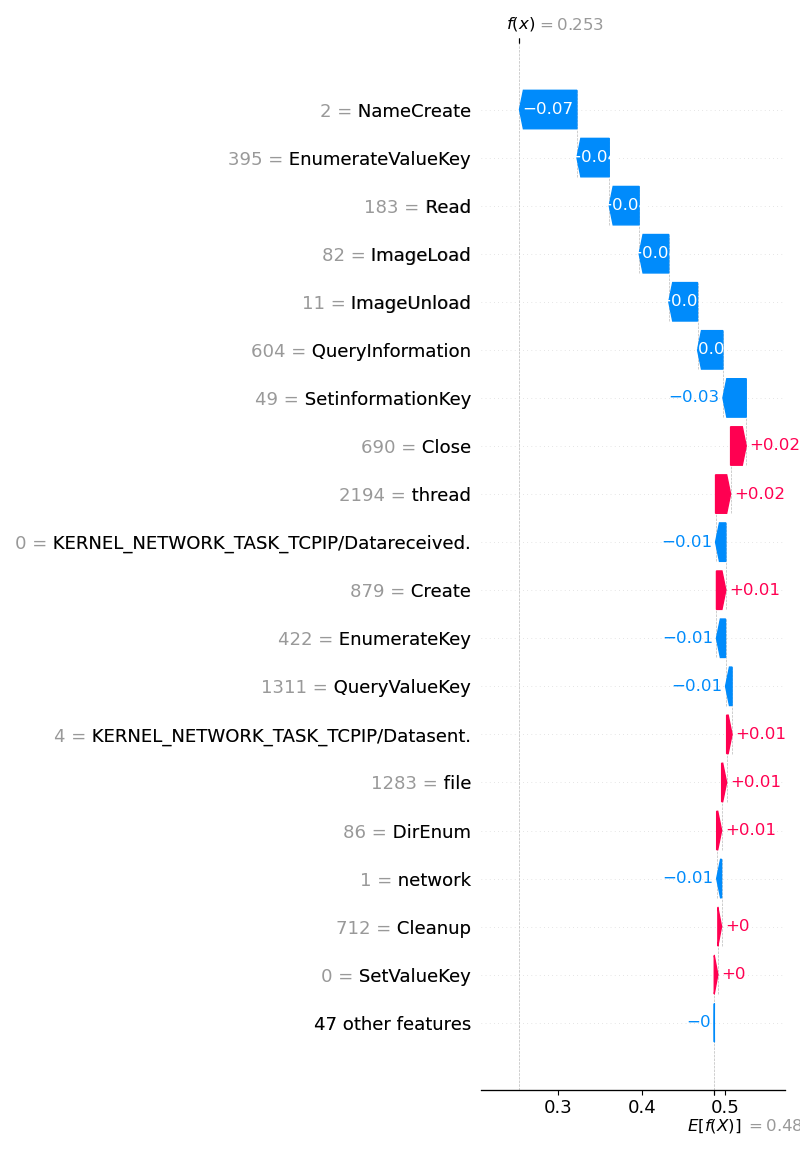 f(x) = 0.253
2 = NameCreate −0.07
395 = EnumerateValueKey −0.04
183 = Read
82 = ImageLoad
11 = ImageUnload
604 = QueryInformation
49 = SetinformationKey −0.03
690 = Close +0.02
2194 = thread +0.02
0 = KERNEL_NETWORK_TASK_TCPIP/Datareceived. −0.01
879 = Create +0.01
422 = EnumerateKey −0.01
1311 = QueryValueKey −0.01
4 = KERNEL_NETWORK_TASK_TCPIP/Datasent. +0.01
1283 = file +0.01
86 = DirEnum +0.01
1 = network −0.01
712 = Cleanup +0
0 = SetValueKey +0
47 other features −0
0.3 0.4 0.5
E[f(X)] = 0.48